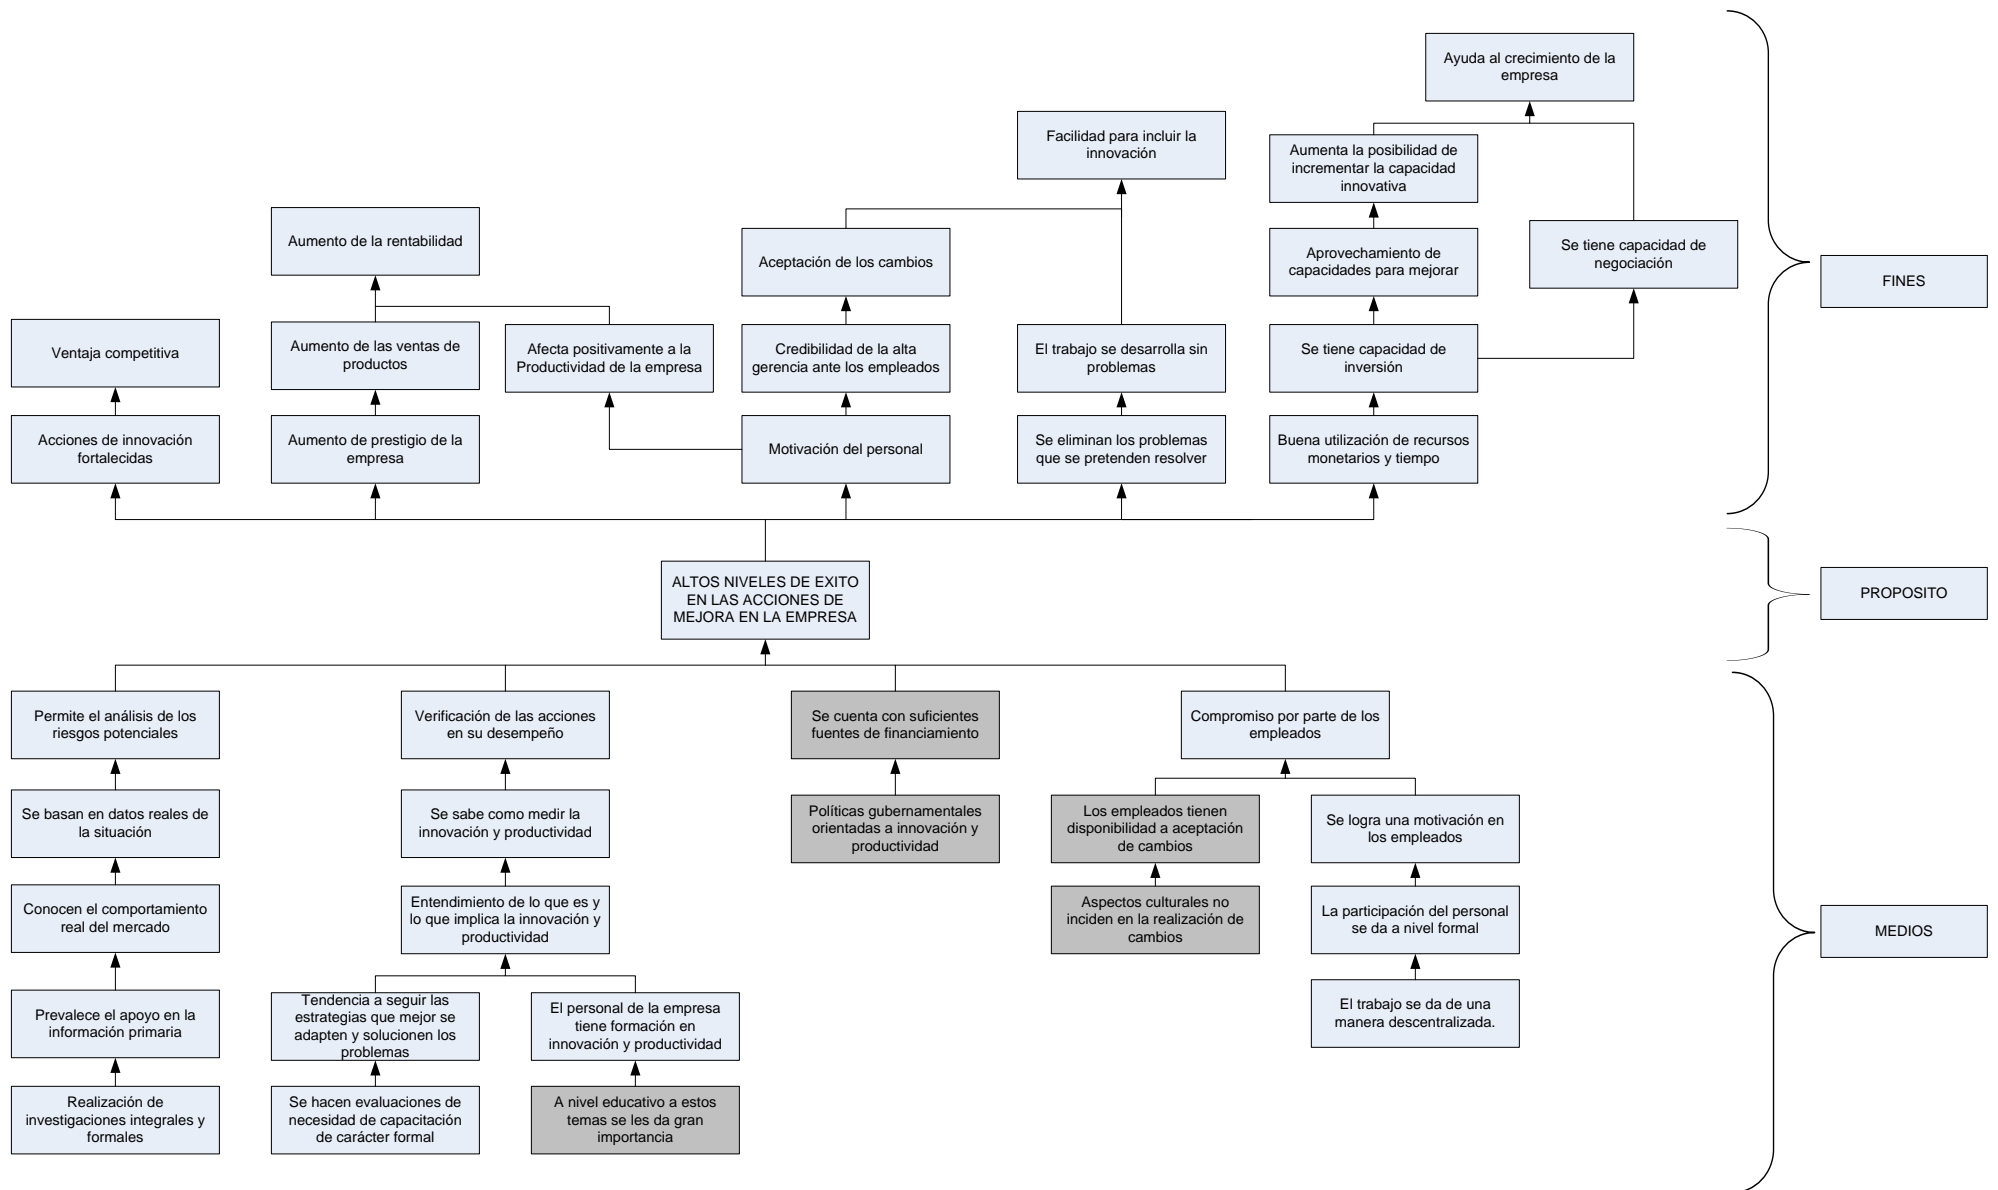 Ayuda al crecimiento de la
empresa
Facilidad para incluir la
innovación
Aumenta la posibilidad de
incrementar la capacidad
innovativa
Aumento de la rentabilidad
Aceptación de los cambios
Aprovechamiento de
capacidades para mejorar
Se tiene capacidad de
negociación
FINES
Ventaja competitiva
Aumento de las ventas de
productos
Afecta positivamente a la
Productividad de la empresa
Credibilidad de la alta
gerencia ante los empleados
El trabajo se desarrolla sin
problemas
Se tiene capacidad de
inversión
Acciones de innovación
fortalecidas
Aumento de prestigio de la
empresa
Motivación del personal
Se eliminan los problemas
que se pretenden resolver
Buena utilización de recursos
monetarios y tiempo
ALTOS NIVELES DE EXITO
EN LAS ACCIONES DE
MEJORA EN LA EMPRESA
PROPOSITO
Permite el análisis de los
riesgos potenciales
Verificación de las acciones
en su desempeño
Se cuenta con suficientes
fuentes de financiamiento
Compromiso por parte de los
empleados
Se basan en datos reales de
la situación
Se sabe como medir la
innovación y productividad
Políticas gubernamentales
orientadas a innovación y
productividad
Los empleados tienen
disponibilidad a aceptación
de cambios
Se logra una motivación en
los empleados
Conocen el comportamiento
real del mercado
Entendimiento de lo que es y
lo que implica la innovación y
productividad
Aspectos culturales no
inciden en la realización de
cambios
La participación del personal
se da a nivel formal
MEDIOS
Prevalece el apoyo en la
información primaria
Tendencia a seguir las
estrategias que mejor se
adapten y solucionen los
problemas
El personal de la empresa
tiene formación en
innovación y productividad
El trabajo se da de una
manera descentralizada.
Realización de
investigaciones integrales y
formales
Se hacen evaluaciones de
necesidad de capacitación
de carácter formal
A nivel educativo a estos
temas se les da gran
importancia